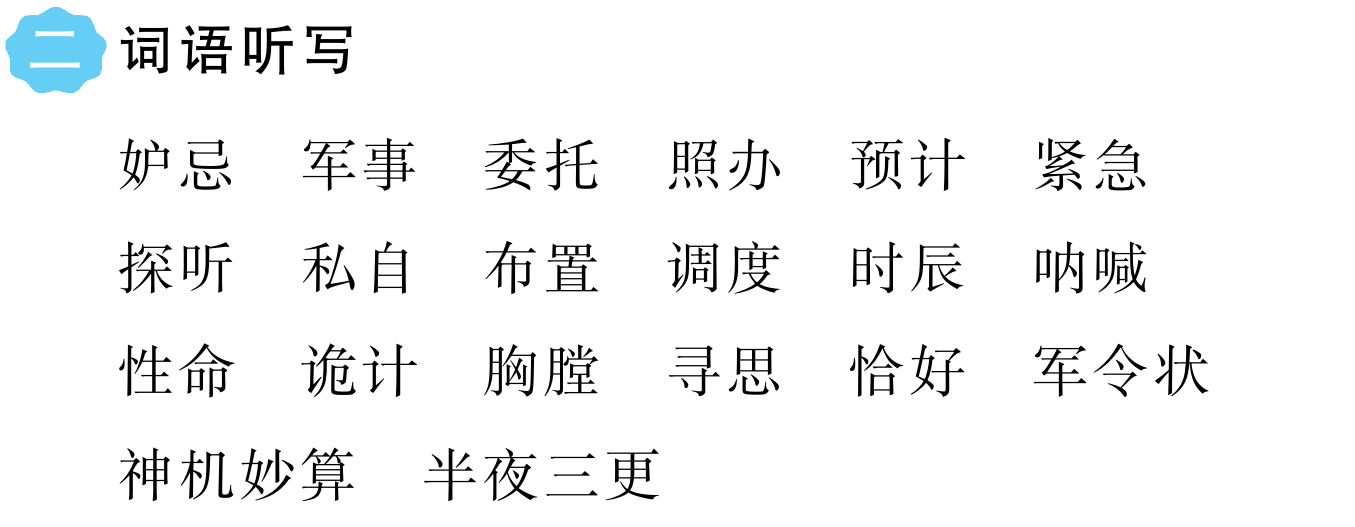 二 词语听写
妒忌 军事 委托 照办 预计 紧急
探听 私自 布置 调度 时辰 呐喊
性命 诡计 胸膛 寻思 恰好 军令状
神机妙算 半夜三更